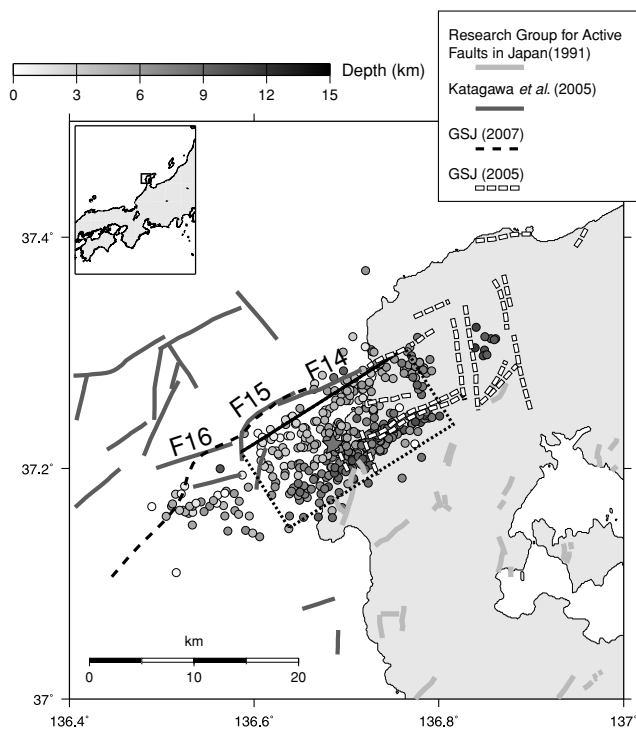 Research Group for Active
Faults in Japan(1991)
Katagawa et al. (2005)
GSJ (2007)
GSJ (2005)
Depth (km)
0 3 6 9 12 15
37.4˚
37.2˚
37˚
F14
F15
F16
km
0 10 20
136.4˚ 136.6˚ 136.8˚ 137˚